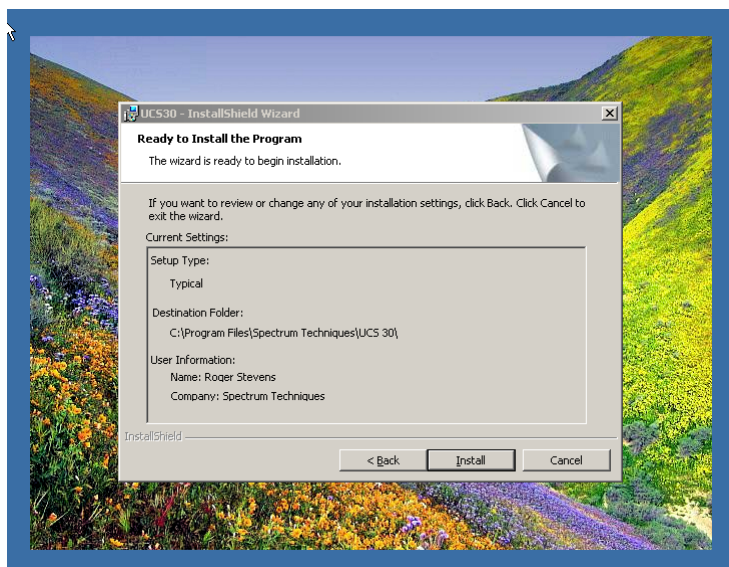 UCS30 - InstallShield Wizard
Ready to Install the Program
The wizard is ready to begin installation.
If you want to review or change any of your installation settings, click Back. Click Cancel to
exit the wizard.
Current Settings:
Setup Type:
Typical
Destination Folder:
C:\Program Files\Spectrum Techniques\UCS 30\
User Information:
Name: Roger Stevens
Company: Spectrum Techniques
InstallShield
< Back Install Cancel